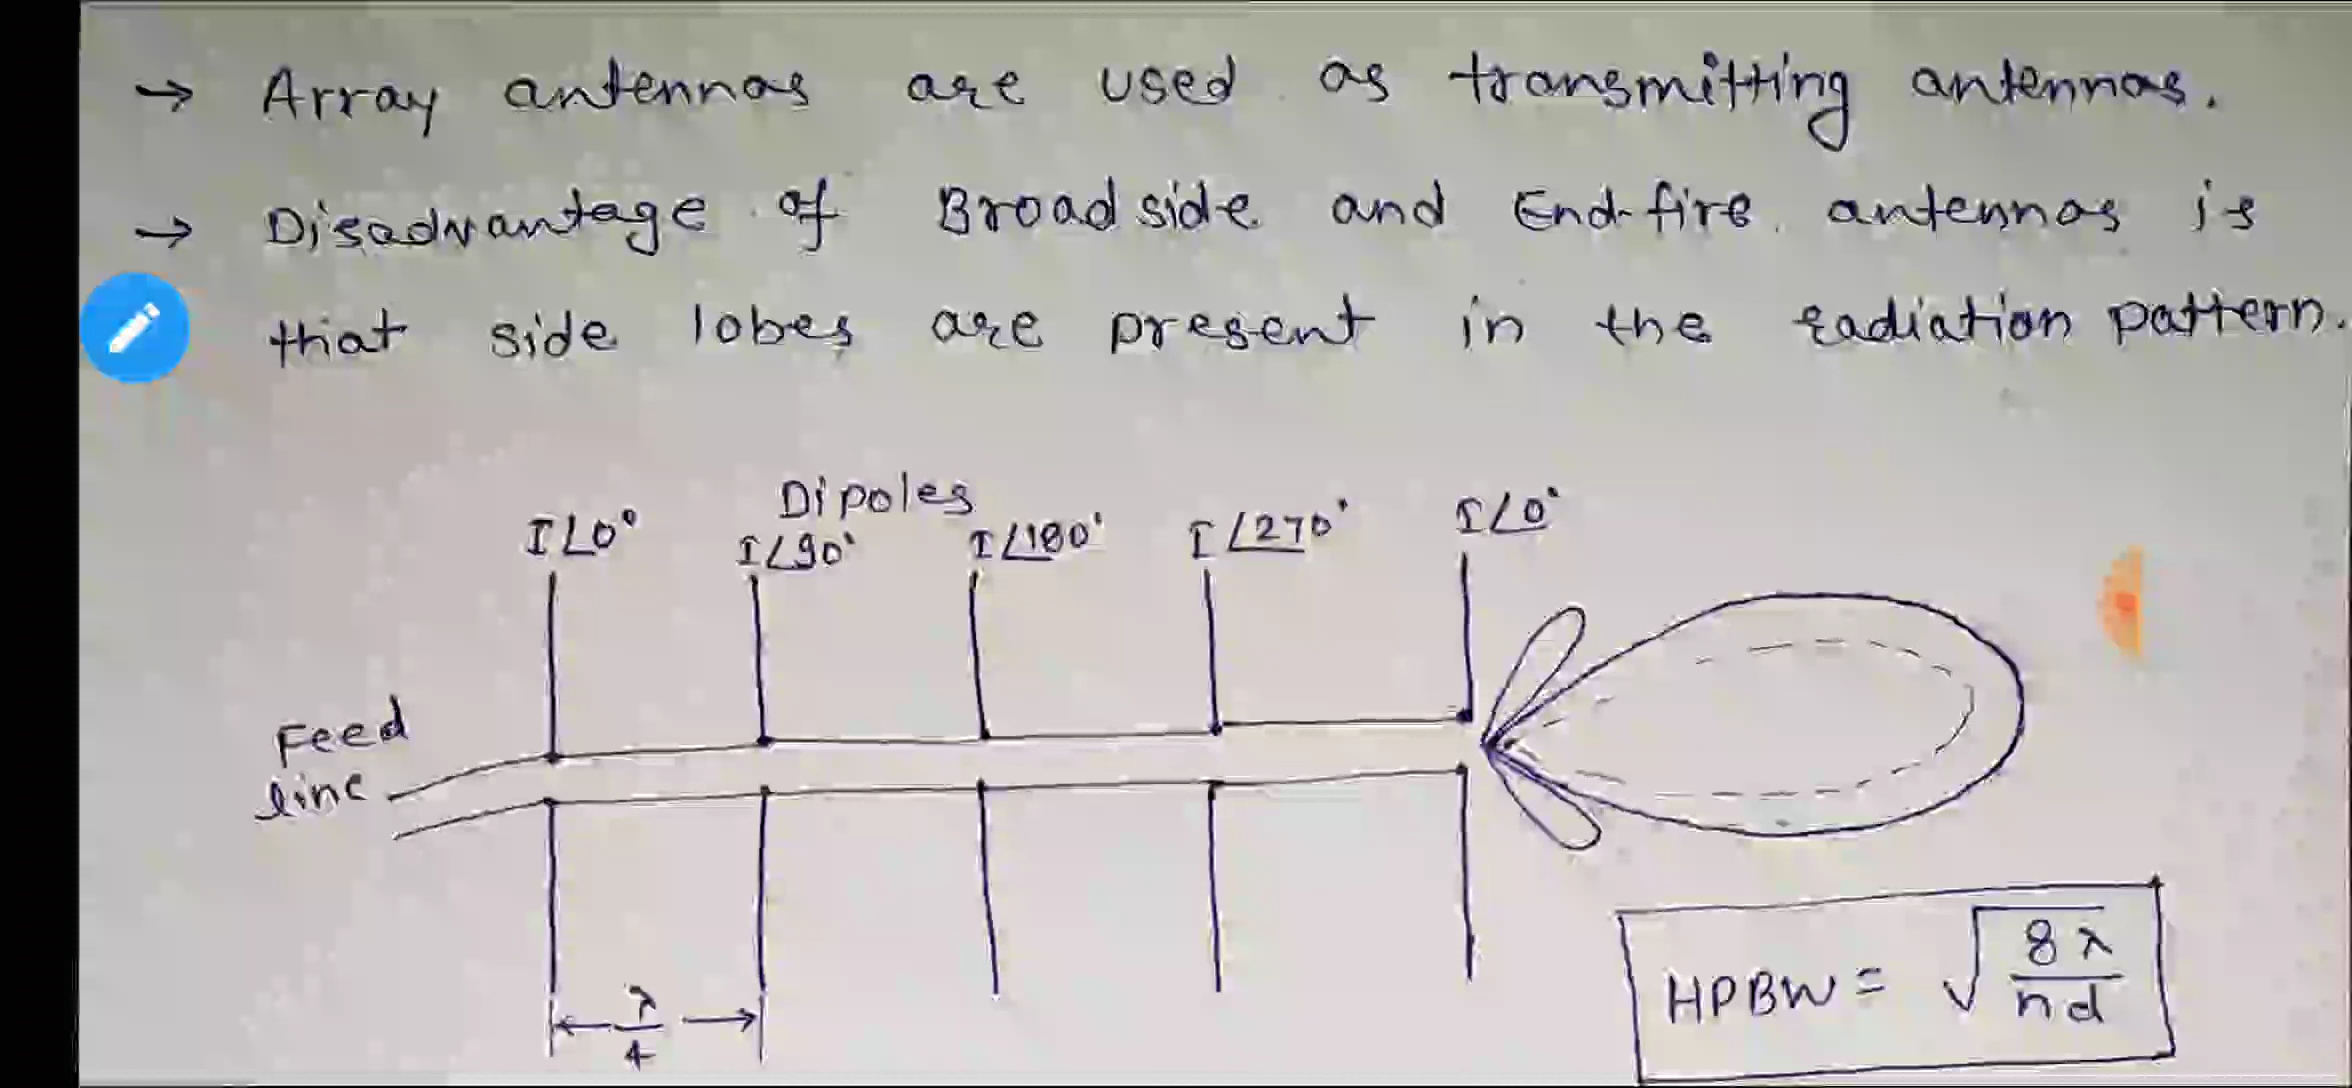 → Array antennas are used as transmitting antennas.
→ Disadvantage of Broad side and End-fire antennas is
that side lobes are present in the radiation pattern.
Dipoles
I∠0° I∠90° I∠180° I∠270° I∠0°
Feed
line
λ/4
HPBW = √(8λ/nd)